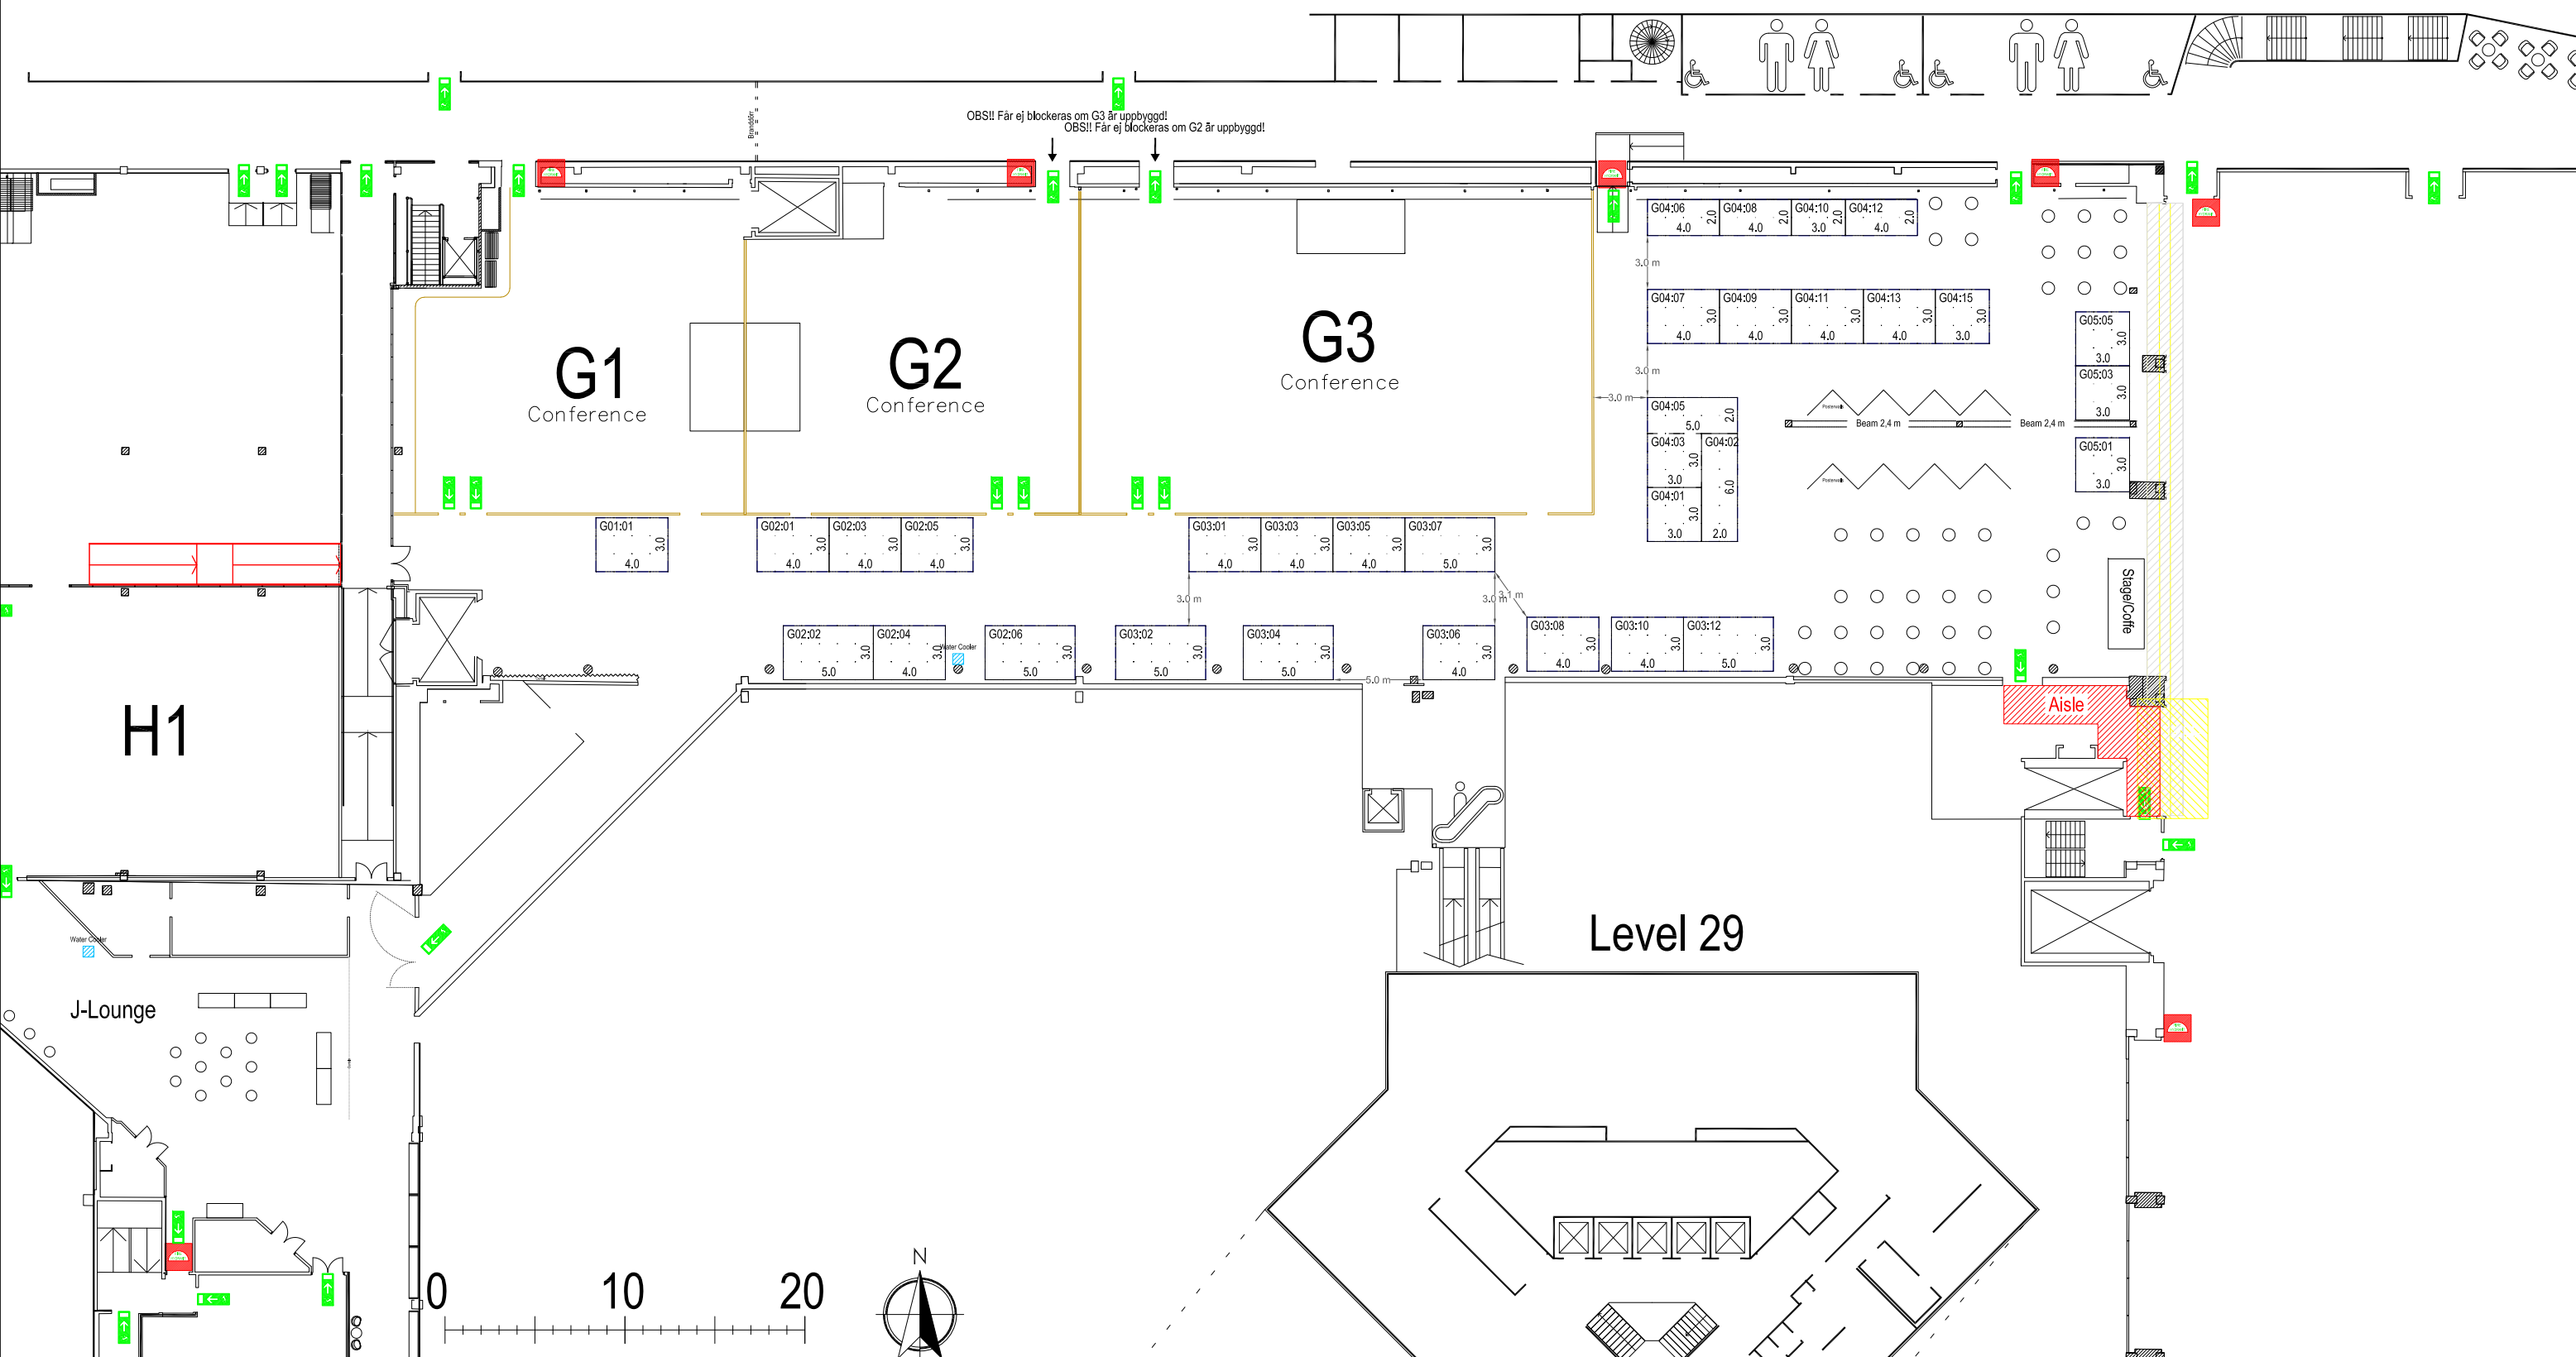 OBS!! Får ej blockeras om G3 är uppbyggd!
OBS!! Får ej blockeras om G2 är uppbyggd!
Branddörr
G04:06 2.0 4.0
G04:08 2.0 4.0
G04:10 2.0 3.0
G04:12 2.0 4.0
3.0 m
G04:07 3.0 4.0
G04:09 3.0 4.0
G04:11 3.0 4.0
G04:13 3.0 4.0
G04:15 3.0 3.0
G05:05 3.0 3.0
G05:03 3.0 3.0
G1
Conference
G2
Conference
G3
Conference
3.0 m
3.0 m
G04:05 2.0 5.0
G04:03 3.0 3.0
G04:02 6.0 2.0
G04:01 3.0 3.0
Beam 2,4 m
Beam 2,4 m
G05:01 3.0 3.0
G01:01 3.0 4.0
G02:01 3.0 4.0
G02:03 3.0 4.0
G02:05 3.0 4.0
G03:01 3.0 4.0
G03:03 3.0 4.0
G03:05 3.0 4.0
G03:07 3.0 5.0
3.0 m
3.0 m
3.1 m
Stage/Coffe
G02:02 3.0 5.0
G02:04 3.0 4.0
Water Cooler
G02:06 3.0 5.0
G03:02 3.0 5.0
G03:04 3.0 5.0
5.0 m
G03:06 3.0 4.0
G03:08 3.0 4.0
G03:10 3.0 4.0
G03:12 3.0 5.0
Aisle
H1
Level 29
Water Cooler
J-Lounge
N
0 10 20